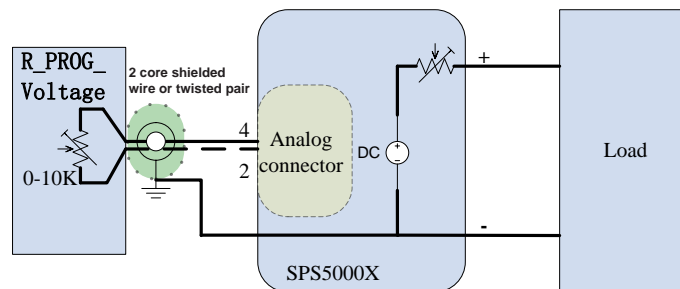 R_PROG_
Voltage
0-10K
2 core shielded
wire or twisted pair
4
2
Analog
connector
DC
+
-
+
-
SPS5000X
Load